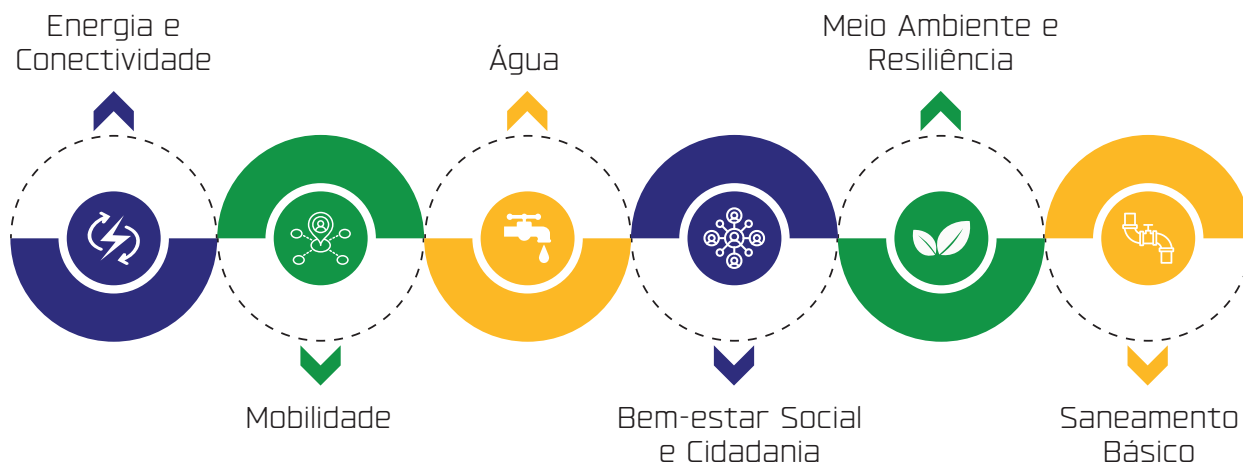 Energia e
Conectividade
Mobilidade
Água
Bem-estar Social
e Cidadania
Meio Ambiente e
Resiliência
Saneamento
Básico